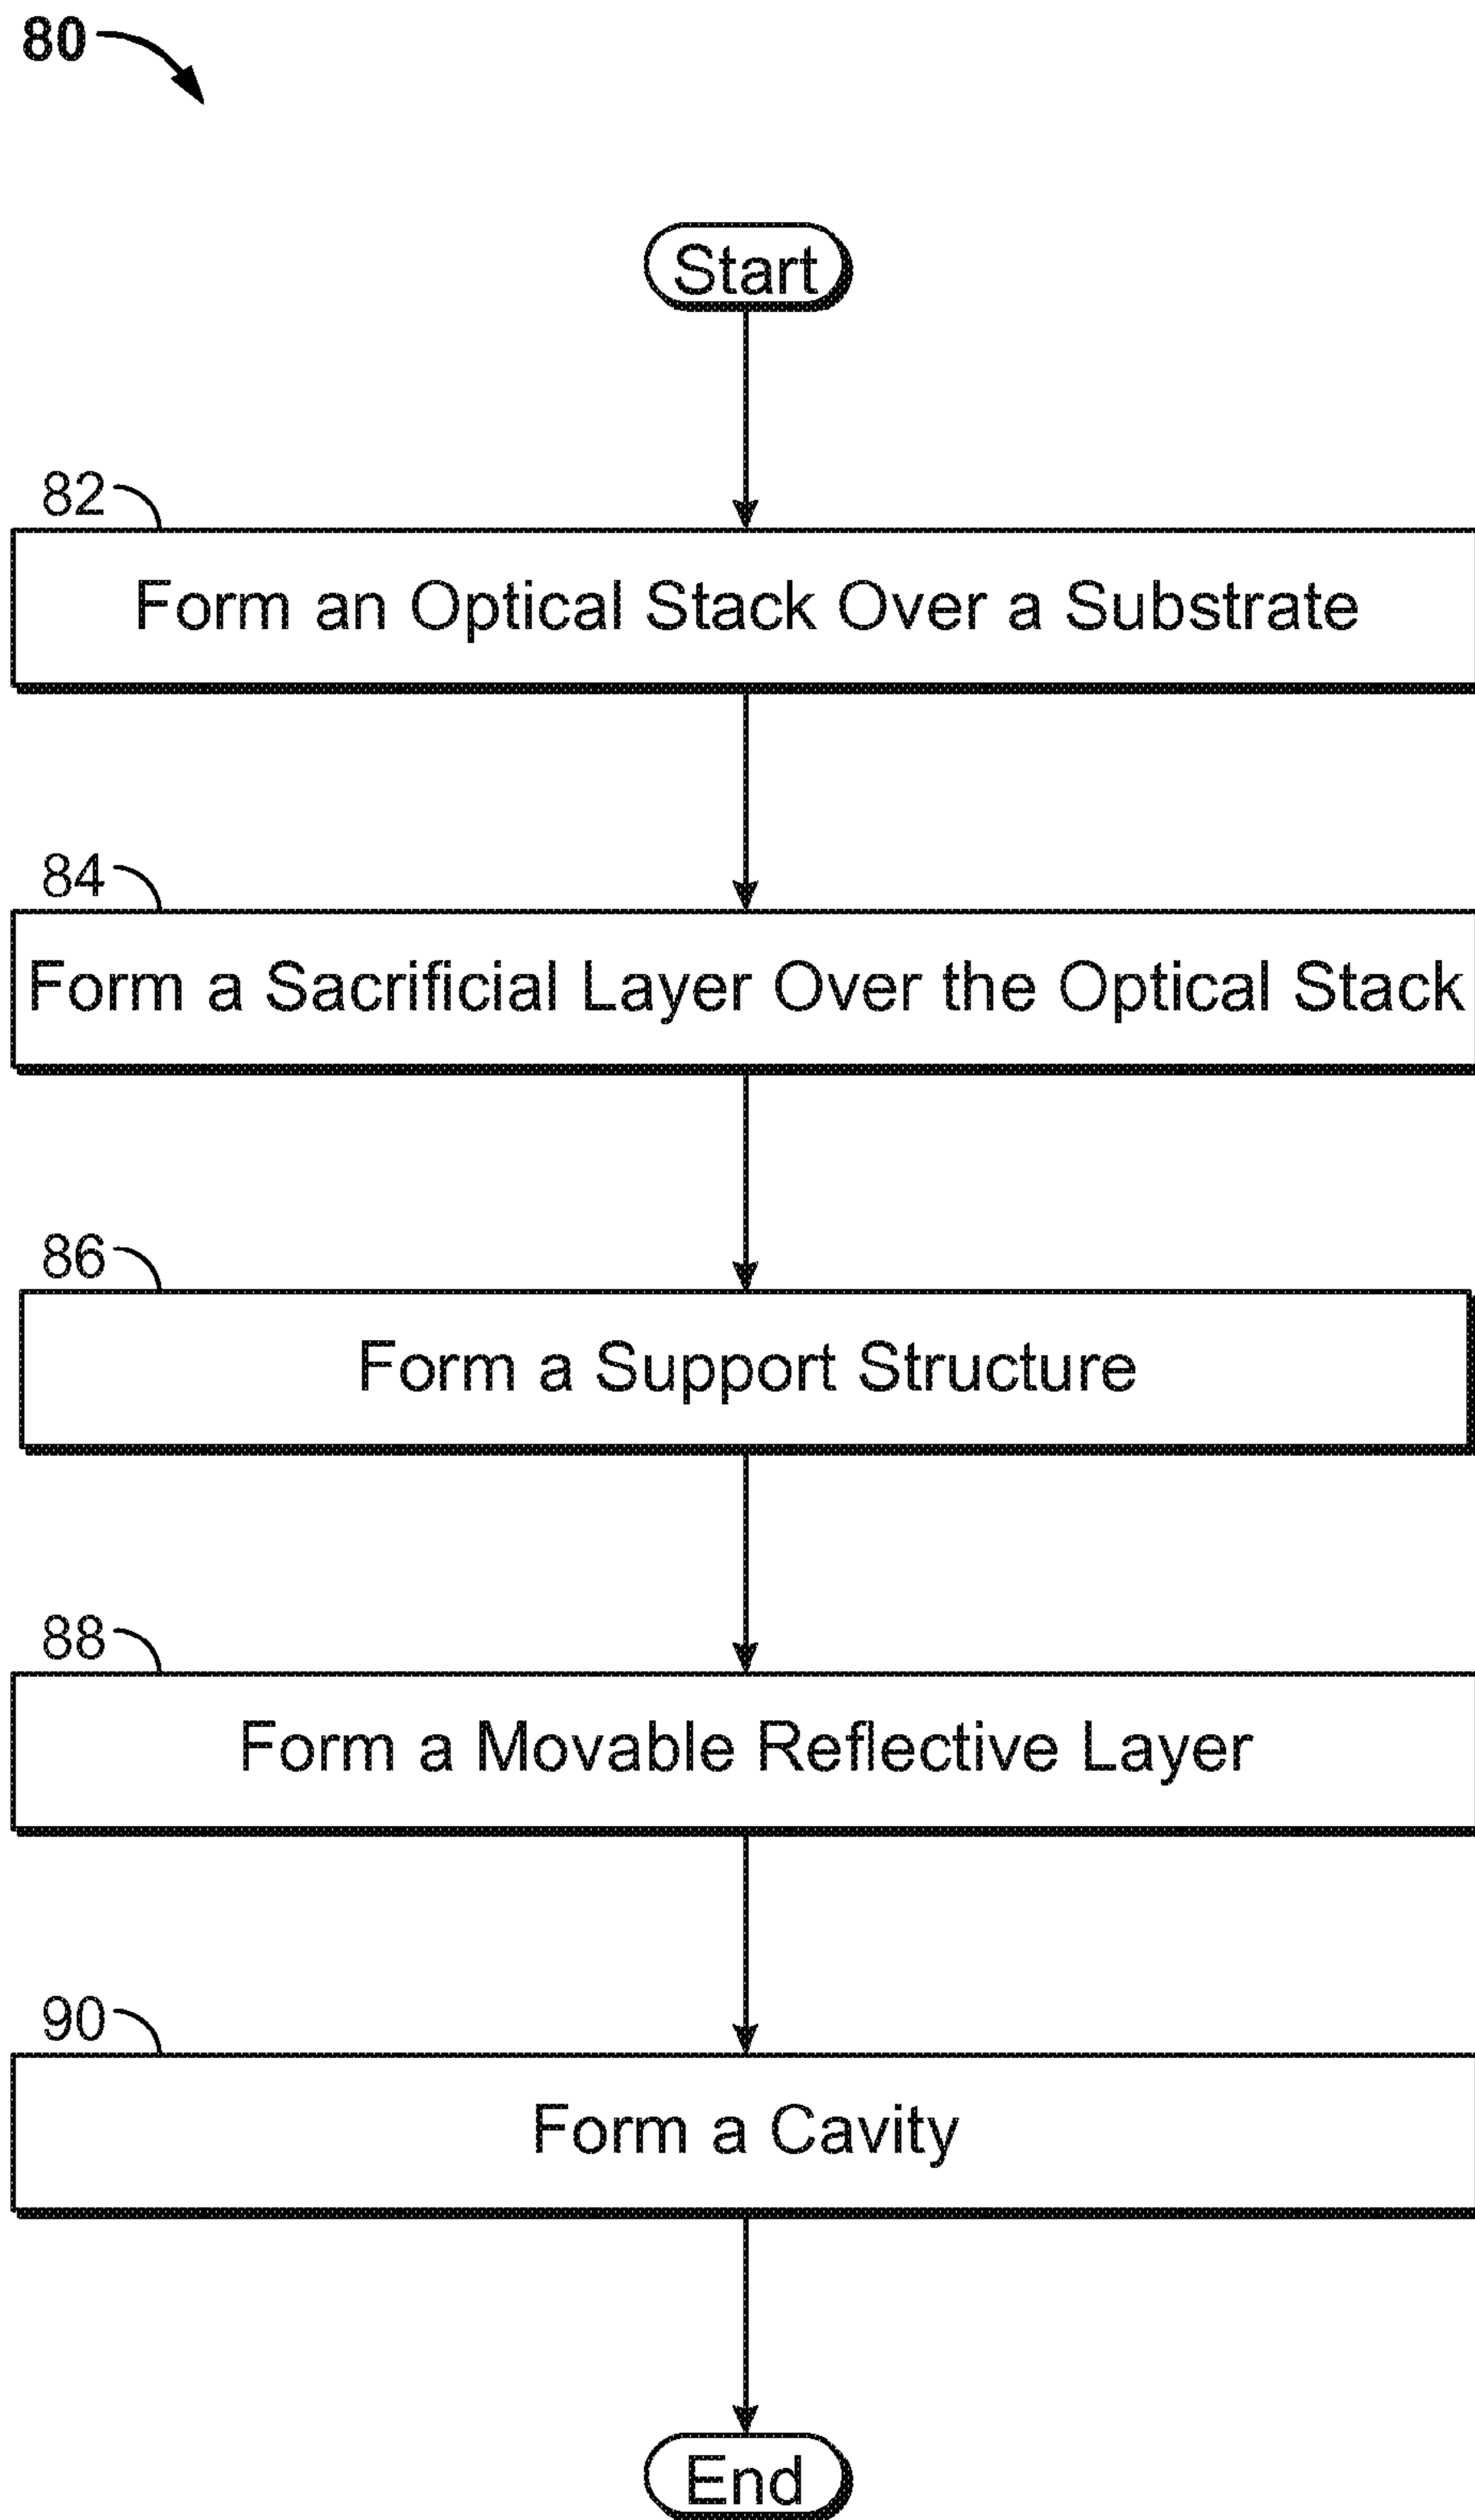 80
Start
82
Form an Optical Stack Over a Substrate
84
Form a Sacrificial Layer Over the Optical Stack
86
Form a Support Structure
88
Form a Movable Reflective Layer
90
Form a Cavity
End